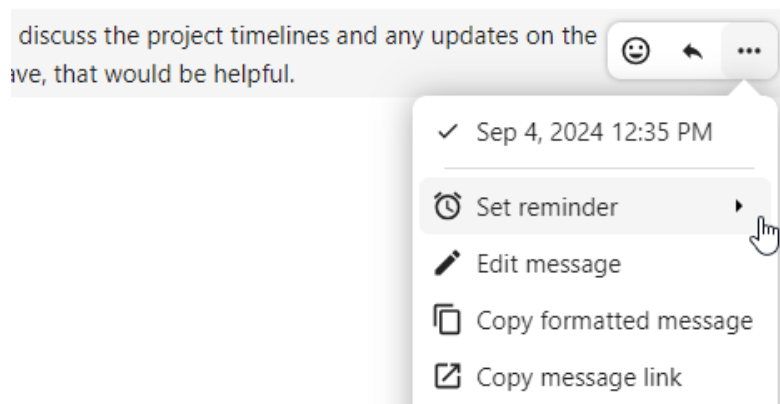 discuss the project timelines and any updates on the
ave, that would be helpful.
Sep 4, 2024 12:35 PM
Set reminder
Edit message
Copy formatted message
Copy message link